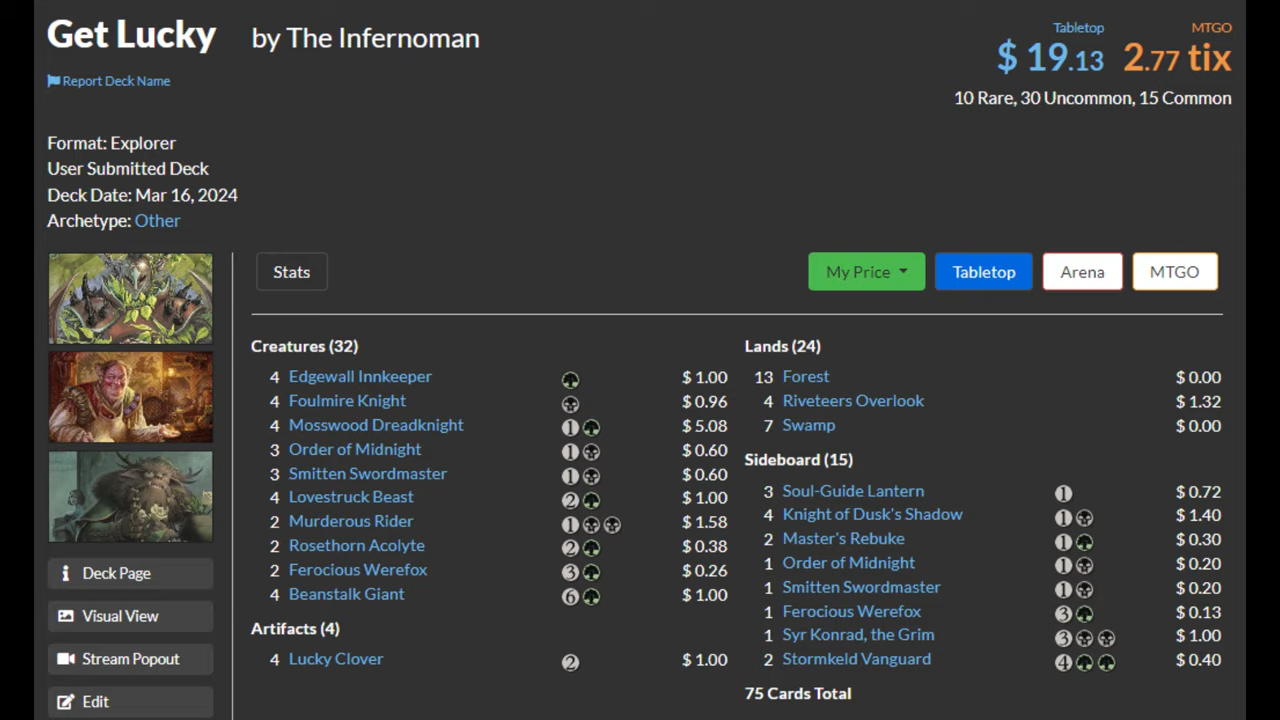 Get Lucky by The Infernoman
Tabletop MTGO
$ 19.13 2.77 tix
Report Deck Name
10 Rare, 30 Uncommon, 15 Common
Format: Explorer
User Submitted Deck
Deck Date: Mar 16, 2024
Archetype: Other
Stats My Price Tabletop Arena MTGO
Creatures (32)
4 Edgewall Innkeeper $ 1.00
4 Foulmire Knight $ 0.96
4 Mosswood Dreadknight 1 $ 5.08
3 Order of Midnight 1 $ 0.60
3 Smitten Swordmaster 1 $ 0.60
4 Lovestruck Beast 2 $ 1.00
2 Murderous Rider 1 $ 1.58
2 Rosethorn Acolyte 2 $ 0.38
2 Ferocious Werefox 3 $ 0.26
4 Beanstalk Giant 6 $ 1.00
Artifacts (4)
4 Lucky Clover 2 $ 1.00
Lands (24)
13 Forest $ 0.00
4 Riveteers Overlook $ 1.32
7 Swamp $ 0.00
Sideboard (15)
3 Soul-Guide Lantern 1 $ 0.72
4 Knight of Dusk's Shadow 1 $ 1.40
2 Master's Rebuke 1 $ 0.30
1 Order of Midnight 1 $ 0.20
1 Smitten Swordmaster 1 $ 0.20
1 Ferocious Werefox 3 $ 0.13
1 Syr Konrad, the Grim 3 $ 1.00
2 Stormkeld Vanguard 4 $ 0.40
75 Cards Total
Deck Page
Visual View
Stream Popout
Edit